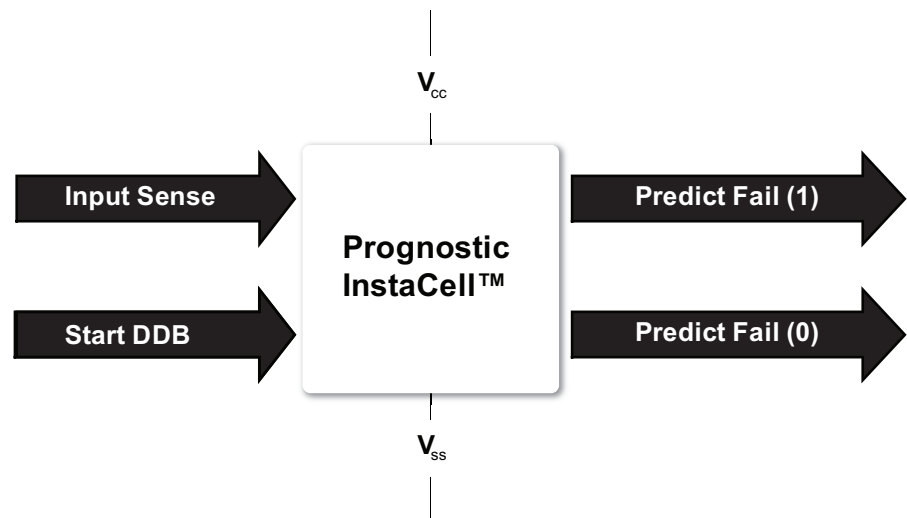 Vcc
Input Sense
Predict Fail (1)
Prognostic
InstaCell™
Start DDB
Predict Fail (0)
Vss